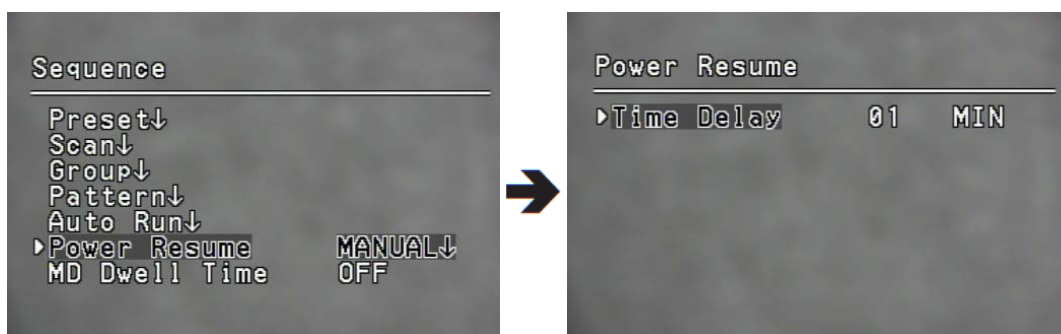 Sequence
Preset↓
Scan↓
Group↓
Pattern↓
Auto Run↓
Power Resume MANUAL↓
MD Dwell Time OFF
Power Resume
Time Delay 01 MIN